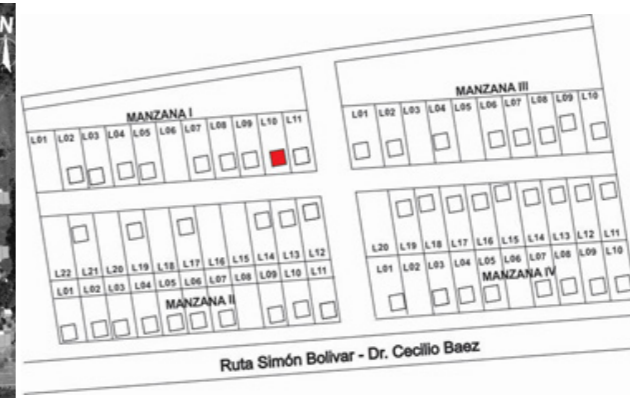 N
MANZANA I
L01 L02 L03 L04 L05 L06 L07 L08 L09 L10 L11
MANZANA III
L01 L02 L03 L04 L05 L06 L07 L08 L09 L10
L22 L21 L20 L19 L18 L17 L16 L15 L14 L13 L12
L01 L02 L03 L04 L05 L06 L07 L08 L09 L10 L11
MANZANA II
L20 L19 L18 L17 L16 L15 L14 L13 L12 L11
L01 L02 L03 L04 L05 L06 L07 L08 L09 L10
MANZANA IV
Ruta Simón Bolivar - Dr. Cecilio Baez